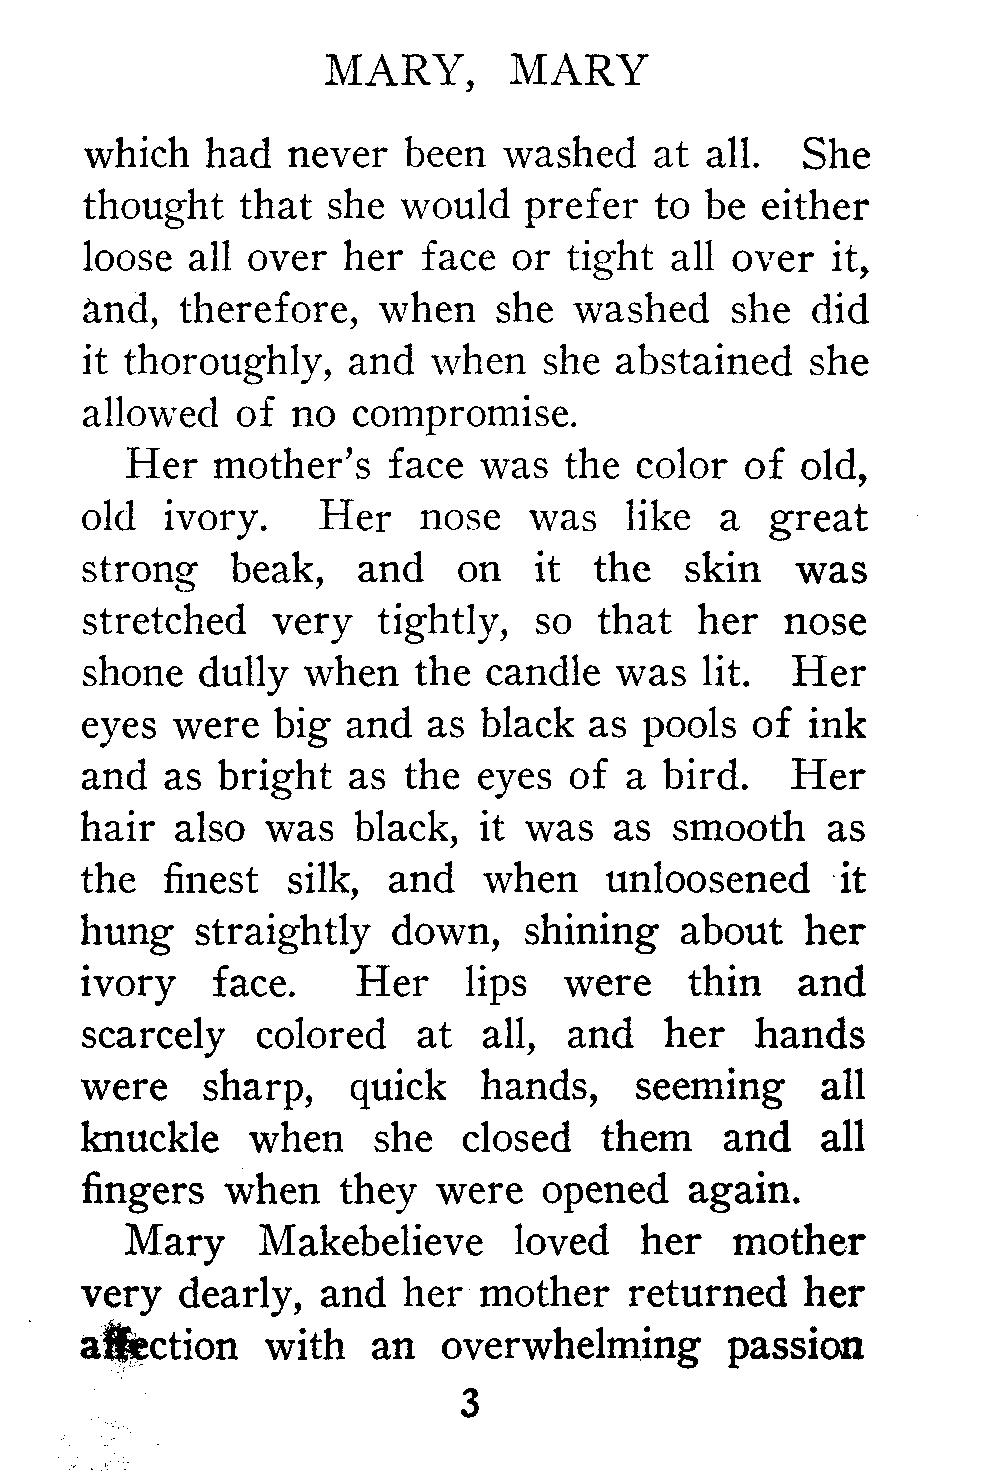 MARY, MARY
which had never been washed at all. She
thought that she would prefer to be either
loose all over her face or tight all over it,
and, therefore, when she washed she did
it thoroughly, and when she abstained she
allowed of no compromise.
Her mother's face was the color of old,
old ivory. Her nose was like a great
strong beak, and on it the skin was
stretched very tightly, so that her nose
shone dully when the candle was lit. Her
eyes were big and as black as pools of ink
and as bright as the eyes of a bird. Her
hair also was black, it was as smooth as
the finest silk, and when unloosened it
hung straightly down, shining about her
ivory face. Her lips were thin and
scarcely colored at all, and her hands
were sharp, quick hands, seeming all
knuckle when she closed them and all
fingers when they were opened again.
Mary Makebelieve loved her mother
very dearly, and her mother returned her
affection with an overwhelming passion
3